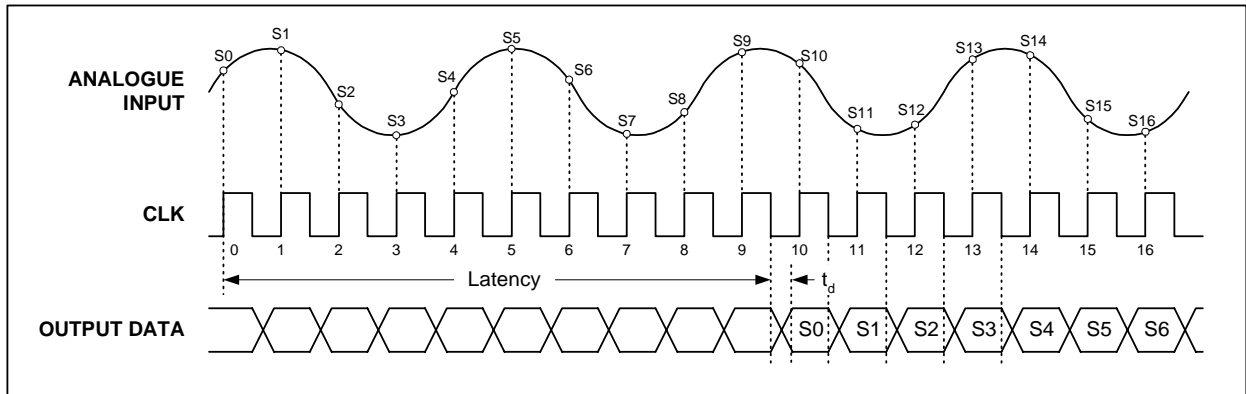 S0 S1 S2 S3 S4 S5 S6 S7 S8 S9 S10 S11 S12 S13 S14 S15 S16
ANALOGUE
INPUT
CLK
0 1 2 3 4 5 6 7 8 9 10 11 12 13 14 15 16
Latency td
OUTPUT DATA S0 S1 S2 S3 S4 S5 S6